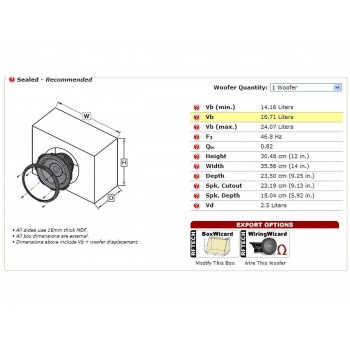 Sealed - Recommended
Woofer Quantity: 1 Woofer
Vb (min.) 14.16 Liters
Vb 16.71 Liters
Vb (max.) 24.07 Liters
F3 46.8 Hz
Qtc 0.82
Height 30.48 cm (12 in.)
Width 35.56 cm (14 in.)
Depth 23.50 cm (9.25 in.)
Spk. Cutout 23.19 cm (9.13 in.)
Spk. Depth 15.04 cm (5.92 in.)
Vd 2.5 Liters
W
H
D
• All sides use 18mm thick MDF.
• All box dimensions are external.
• Dimensions above include Vb + woofer displacement.
EXPORT OPTIONS
RFTECH BoxWizard
RFTECH WiringWizard
Modify This Box
Wire This Woofer